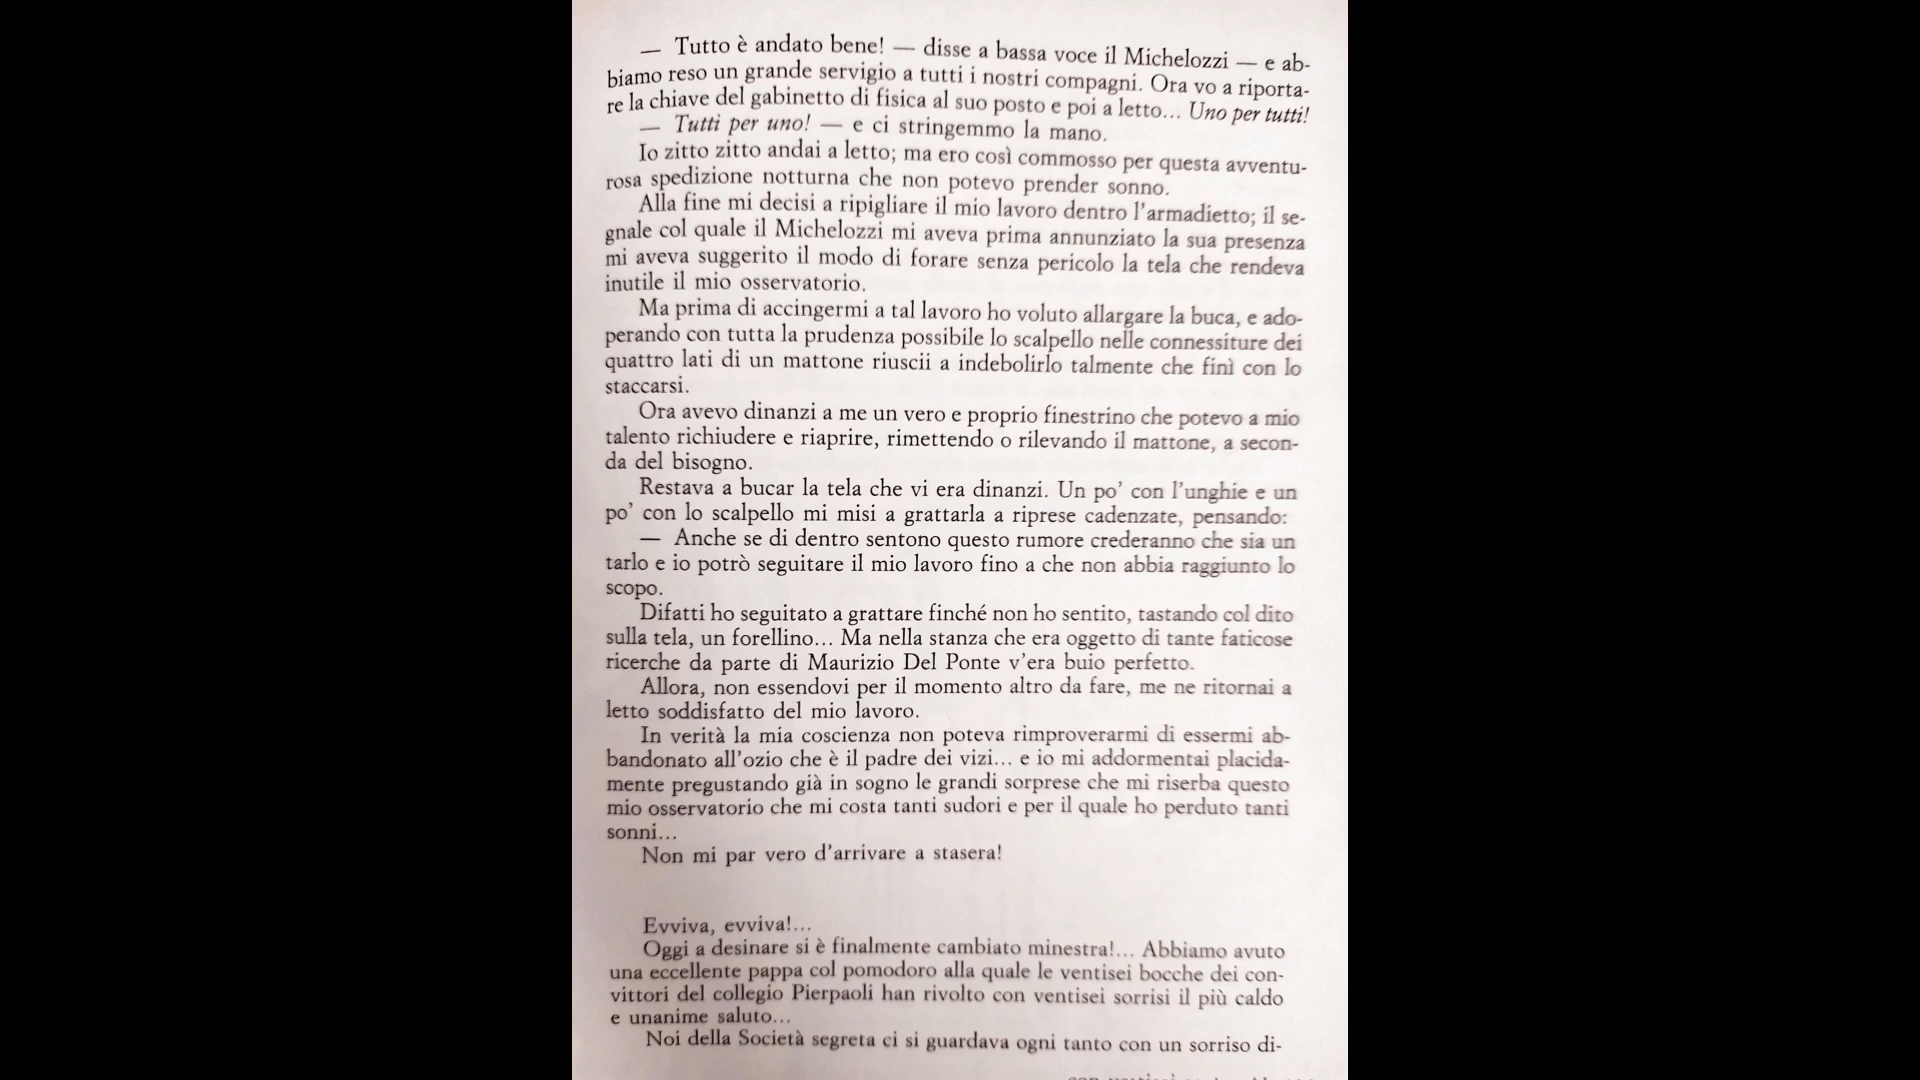 — Tutto è andato bene! — disse a bassa voce il Michelozzi — e ab-
biamo reso un grande servigio a tutti i nostri compagni. Ora vo a riporta-
re la chiave del gabinetto di fisica al suo posto e poi a letto... Uno per tutti!
— Tutti per uno! — e ci stringemmo la mano.
Io zitto zitto andai a letto; ma ero così commosso per questa avventu-
rosa spedizione notturna che non potevo prender sonno.
Alla fine mi decisi a ripigliare il mio lavoro dentro l'armadietto; il se-
gnale col quale il Michelozzi mi aveva prima annunziato la sua presenza
mi aveva suggerito il modo di forare senza pericolo la tela che rendeva
inutile il mio osservatorio.
Ma prima di accingermi a tal lavoro ho voluto allargare la buca, e ado-
perando con tutta la prudenza possibile lo scalpello nelle connessiture dei
quattro lati di un mattone riuscii a indebolirlo talmente che finì con lo
staccarsi.
Ora avevo dinanzi a me un vero e proprio finestrino che potevo a mio
talento richiudere e riaprire, rimettendo o rilevando il mattone, a secon-
da del bisogno.
Restava a bucar la tela che vi era dinanzi. Un po' con l'unghie e un
po' con lo scalpello mi misi a grattarla a riprese cadenzate, pensando:
— Anche se di dentro sentono questo rumore crederanno che sia un
tarlo e io potrò seguitare il mio lavoro fino a che non abbia raggiunto lo
scopo.
Difatti ho seguitato a grattare finché non ho sentito, tastando col dito
sulla tela, un forellino... Ma nella stanza che era oggetto di tante faticose
ricerche da parte di Maurizio Del Ponte v'era buio perfetto.
Allora, non essendovi per il momento altro da fare, me ne ritornai a
letto soddisfatto del mio lavoro.
In verità la mia coscienza non poteva rimproverarmi di essermi ab-
bandonato all'ozio che è il padre dei vizi... e io mi addormentai placida-
mente pregustando già in sogno le grandi sorprese che mi riserba questo
mio osservatorio che mi costa tanti sudori e per il quale ho perduto tanti
sonni...
Non mi par vero d'arrivare a stasera!
Evviva, evviva!...
Oggi a desinare si è finalmente cambiato minestra!... Abbiamo avuto
una eccellente pappa col pomodoro alla quale le ventisei bocche dei con-
vittori del collegio Pierpaoli han rivolto con ventisei sorrisi il più caldo
e unanime saluto...
Noi della Società segreta ci si guardava ogni tanto con un sorriso di-